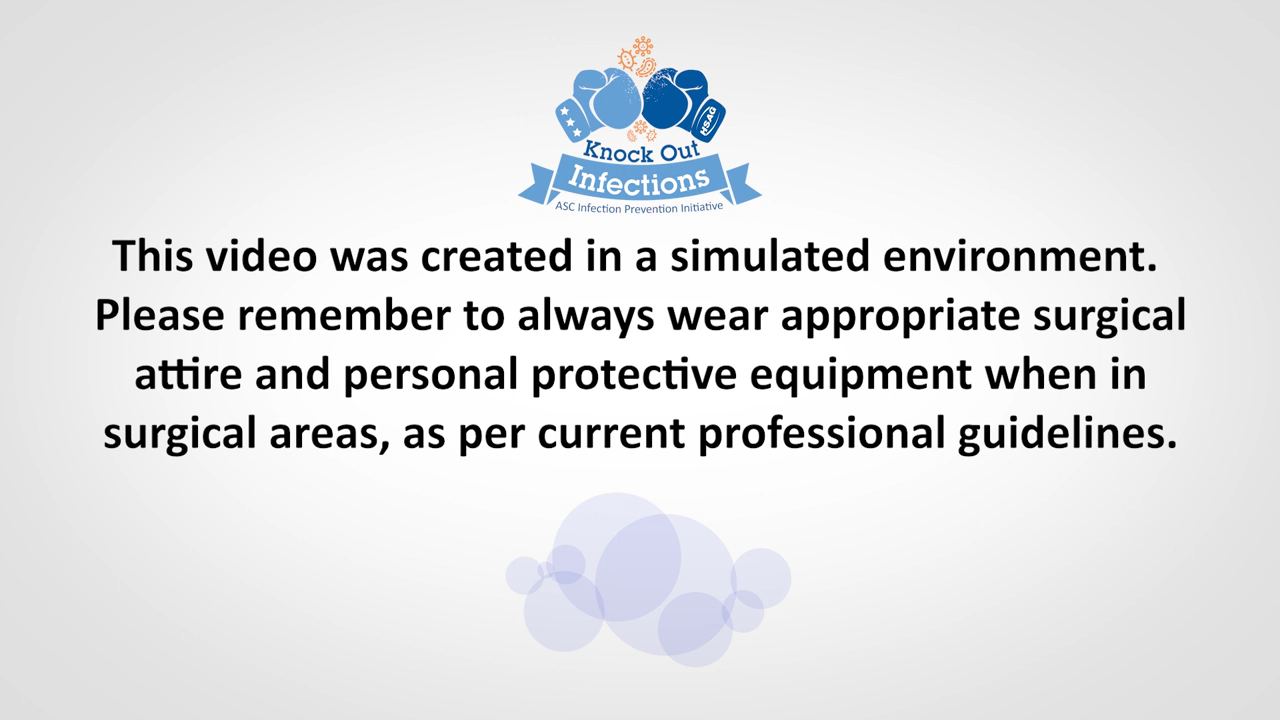 HSAG
Knock Out
Infections
ASC Infection Prevention Initiative
This video was created in a simulated environment.
Please remember to always wear appropriate surgical
attire and personal protective equipment when in
surgical areas, as per current professional guidelines.